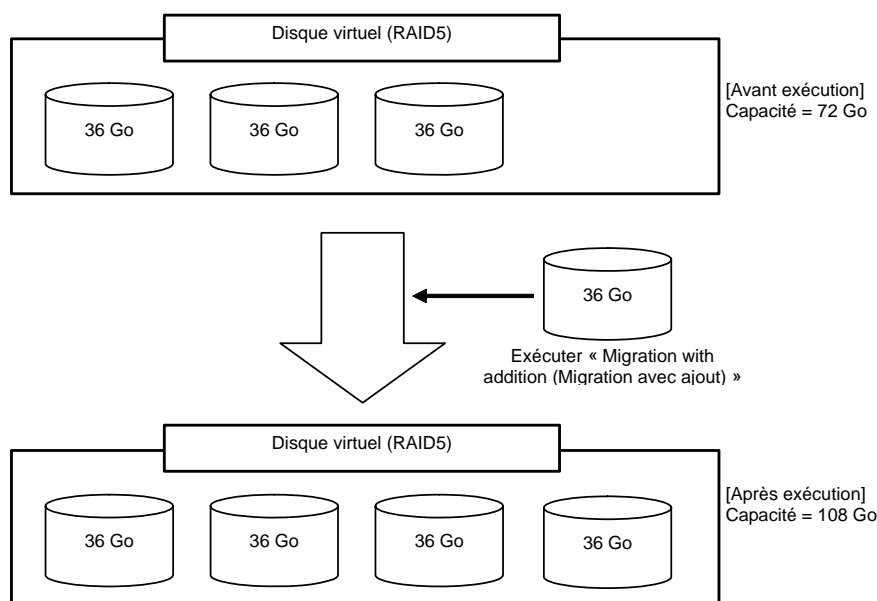 Disque virtuel (RAID5)
36 Go
36 Go
36 Go
[Avant exécution]
Capacité = 72 Go
36 Go
Exécuter « Migration with
addition (Migration avec ajout) »
Disque virtuel (RAID5)
36 Go
36 Go
36 Go
36 Go
[Après exécution]
Capacité = 108 Go